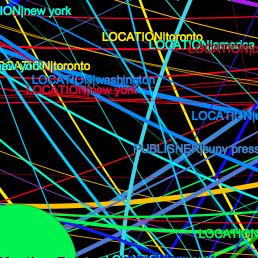 ION|new york
LOCATION|toronto
LOCATION|america
LOCATION|toronto
LOCATION|washington
LOCATION|new york
LOCATION|
PUBLISHER|suny press
LOCATION|